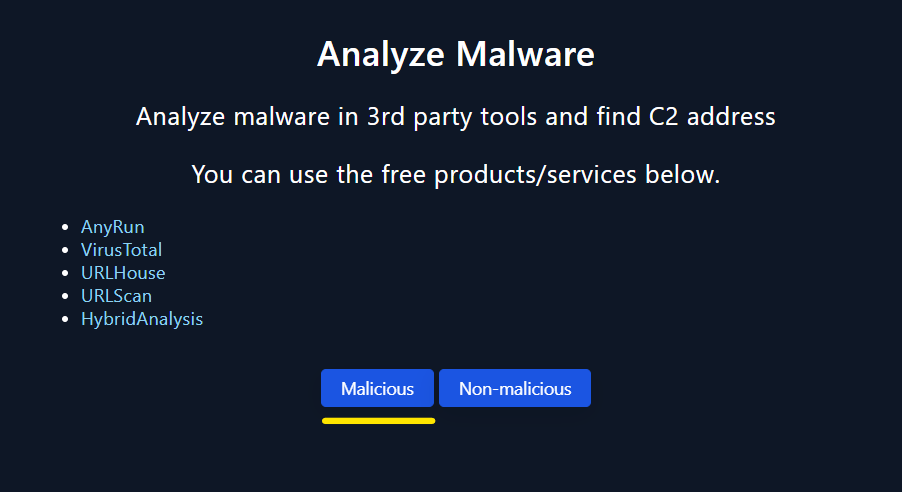 Analyze Malware
Analyze malware in 3rd party tools and find C2 address
You can use the free products/services below.
AnyRun
VirusTotal
URLHouse
URLScan
HybridAnalysis
Malicious Non-malicious